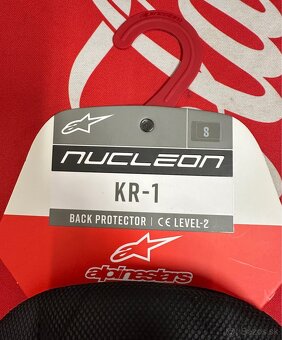 S
nucleon
KR-1
BACK PROTECTOR | CE LEVEL-2
alpinestars